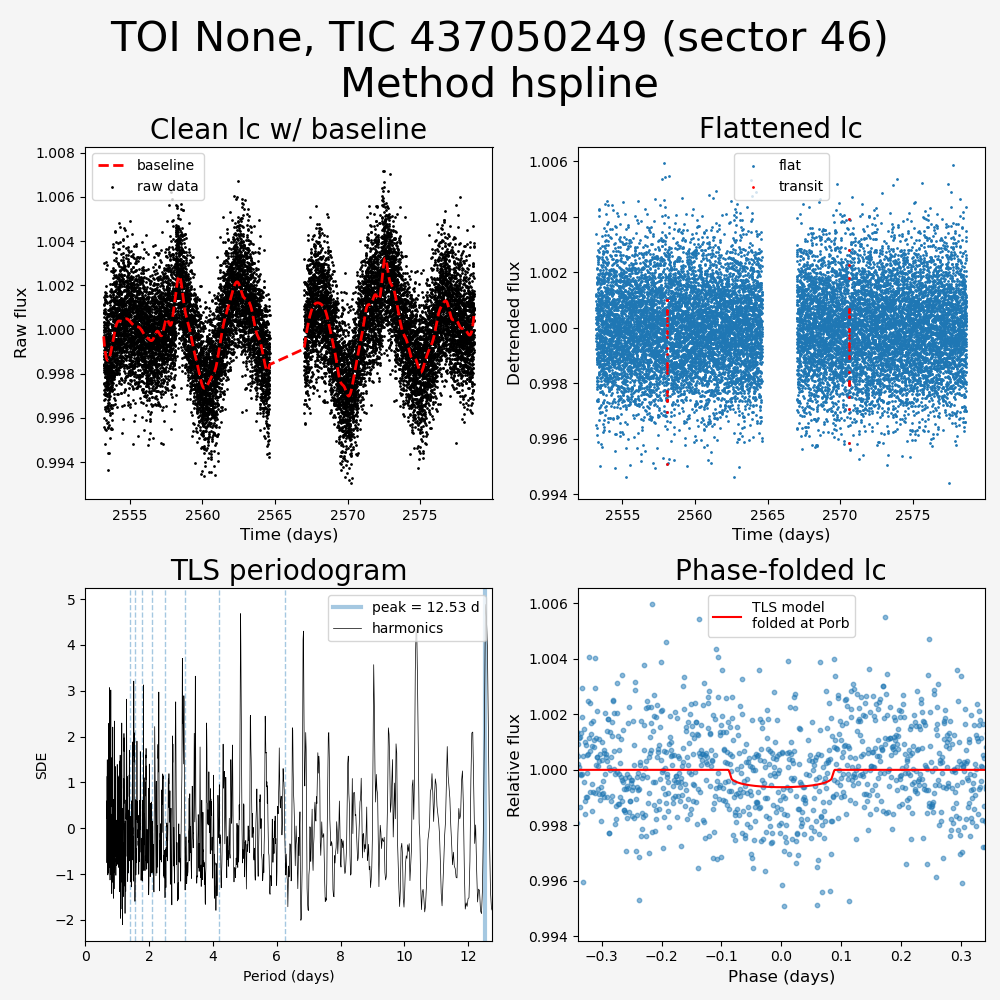 TOI None, TIC 437050249 (sector 46)
Method hspline
Clean lc w/ baseline
baseline
raw data
Raw flux
1.008
1.006
1.004
1.002
1.000
0.998
0.996
0.994
2555
2560
2565
2570
2575
Time (days)
Flattened lc
flat
transit
Detrended flux
1.006
1.004
1.002
1.000
0.998
0.996
0.994
2555
2560
2565
2570
2575
Time (days)
TLS periodogram
peak = 12.53 d
harmonics
SDE
5
4
3
2
1
0
−1
−2
0
2
4
6
8
10
12
Period (days)
Phase-folded lc
TLS model
folded at Porb
Relative flux
1.006
1.004
1.002
1.000
0.998
0.996
0.994
−0.3
−0.2
−0.1
0.0
0.1
0.2
0.3
Phase (days)